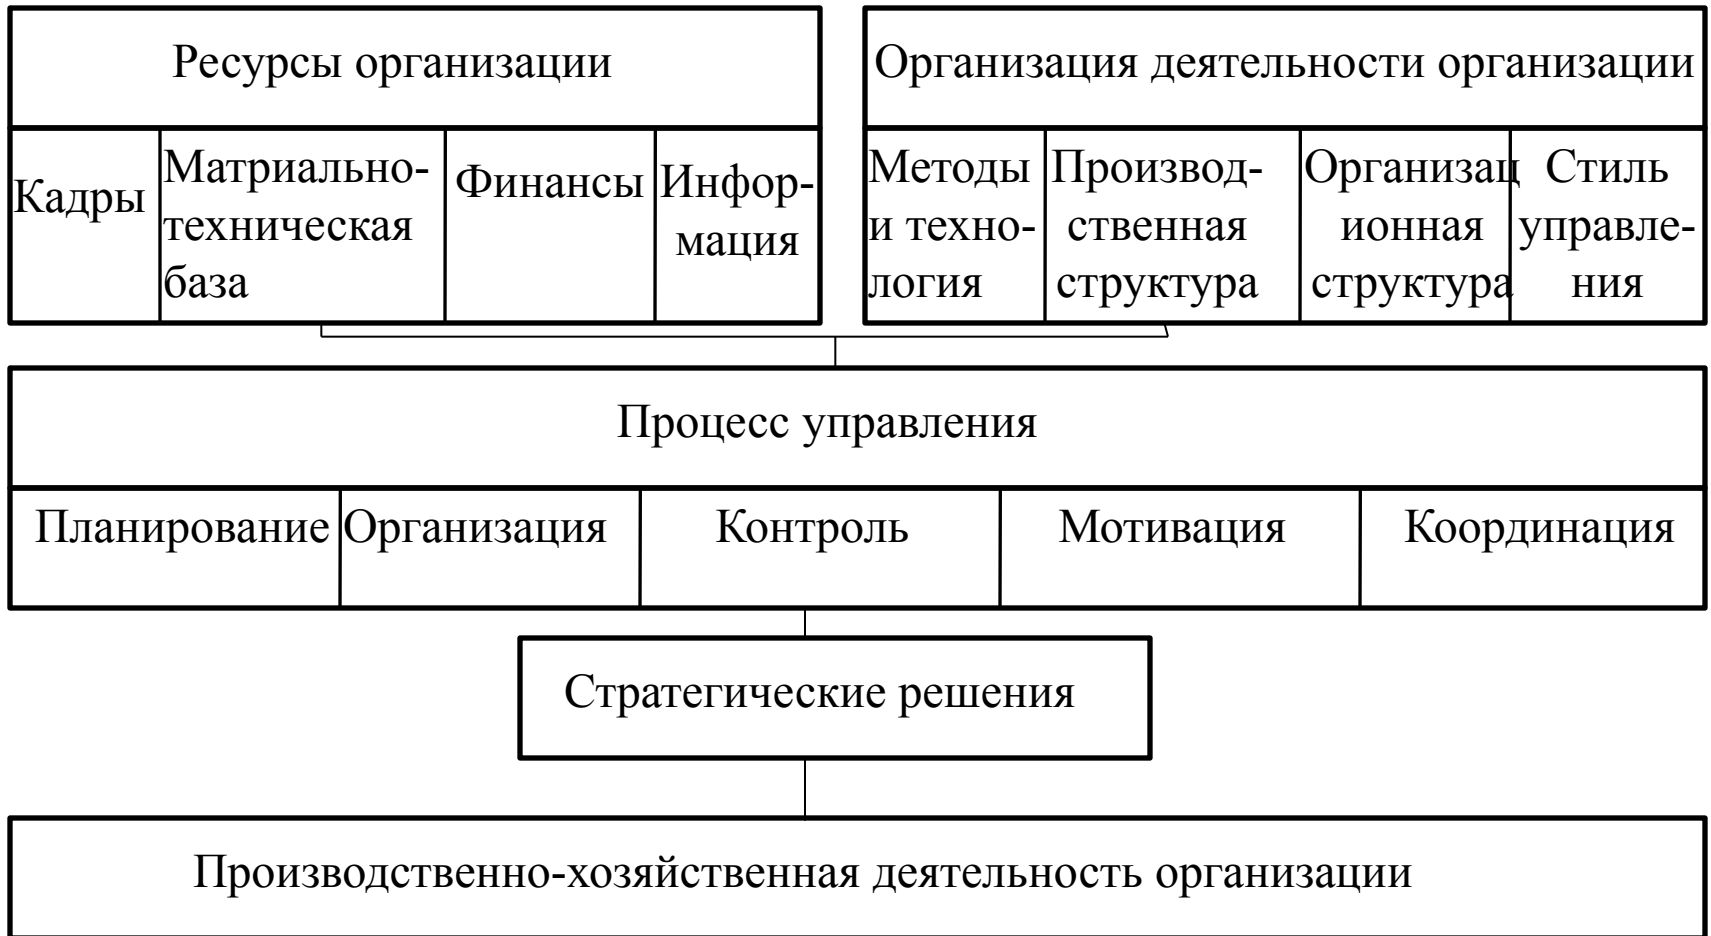 Ресурсы организации
Кадры
Матриально-
техническая
база
Финансы
Инфор-
мация
Организация деятельности организации
Методы
и техно-
логия
Производ-
ственная
структура
Организац
ионная
структура
Стиль
управле-
ния
Процесс управления
Планирование
Организация
Контроль
Мотивация
Координация
Стратегические решения
Производственно-хозяйственная деятельность организации